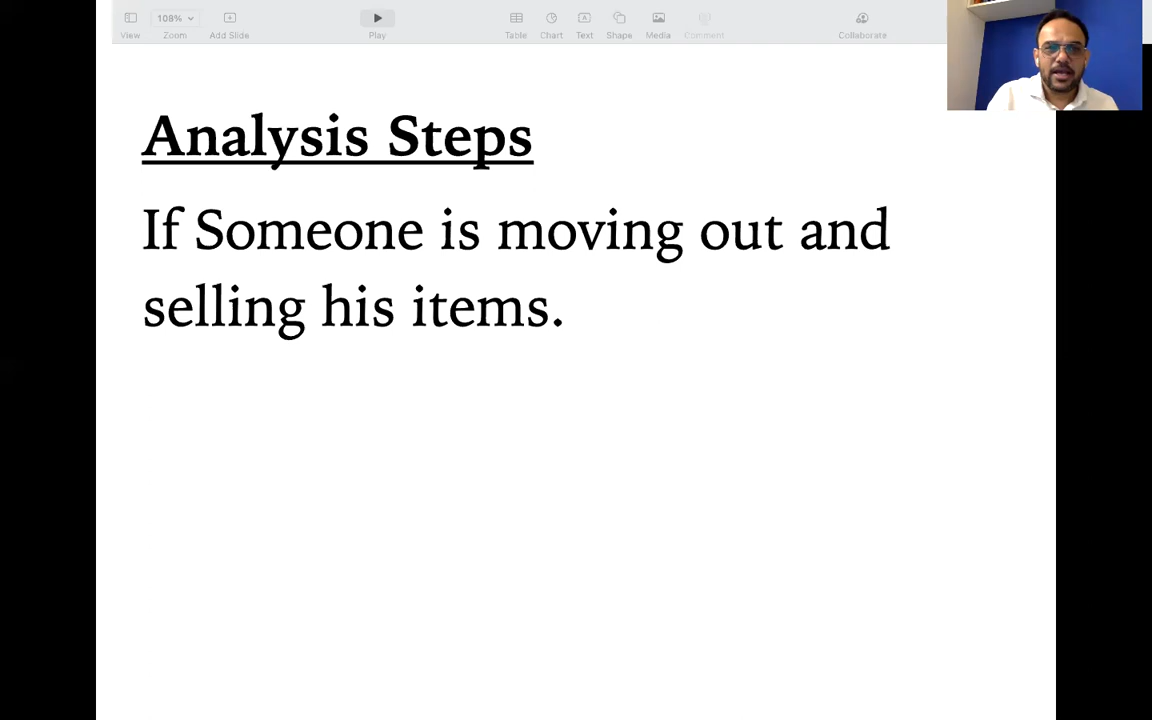 108%
View
Zoom
Add Slide
Play
Table
Chart
Text
Shape
Media
Comment
Collaborate
Analysis Steps
If Someone is moving out and
selling his items.